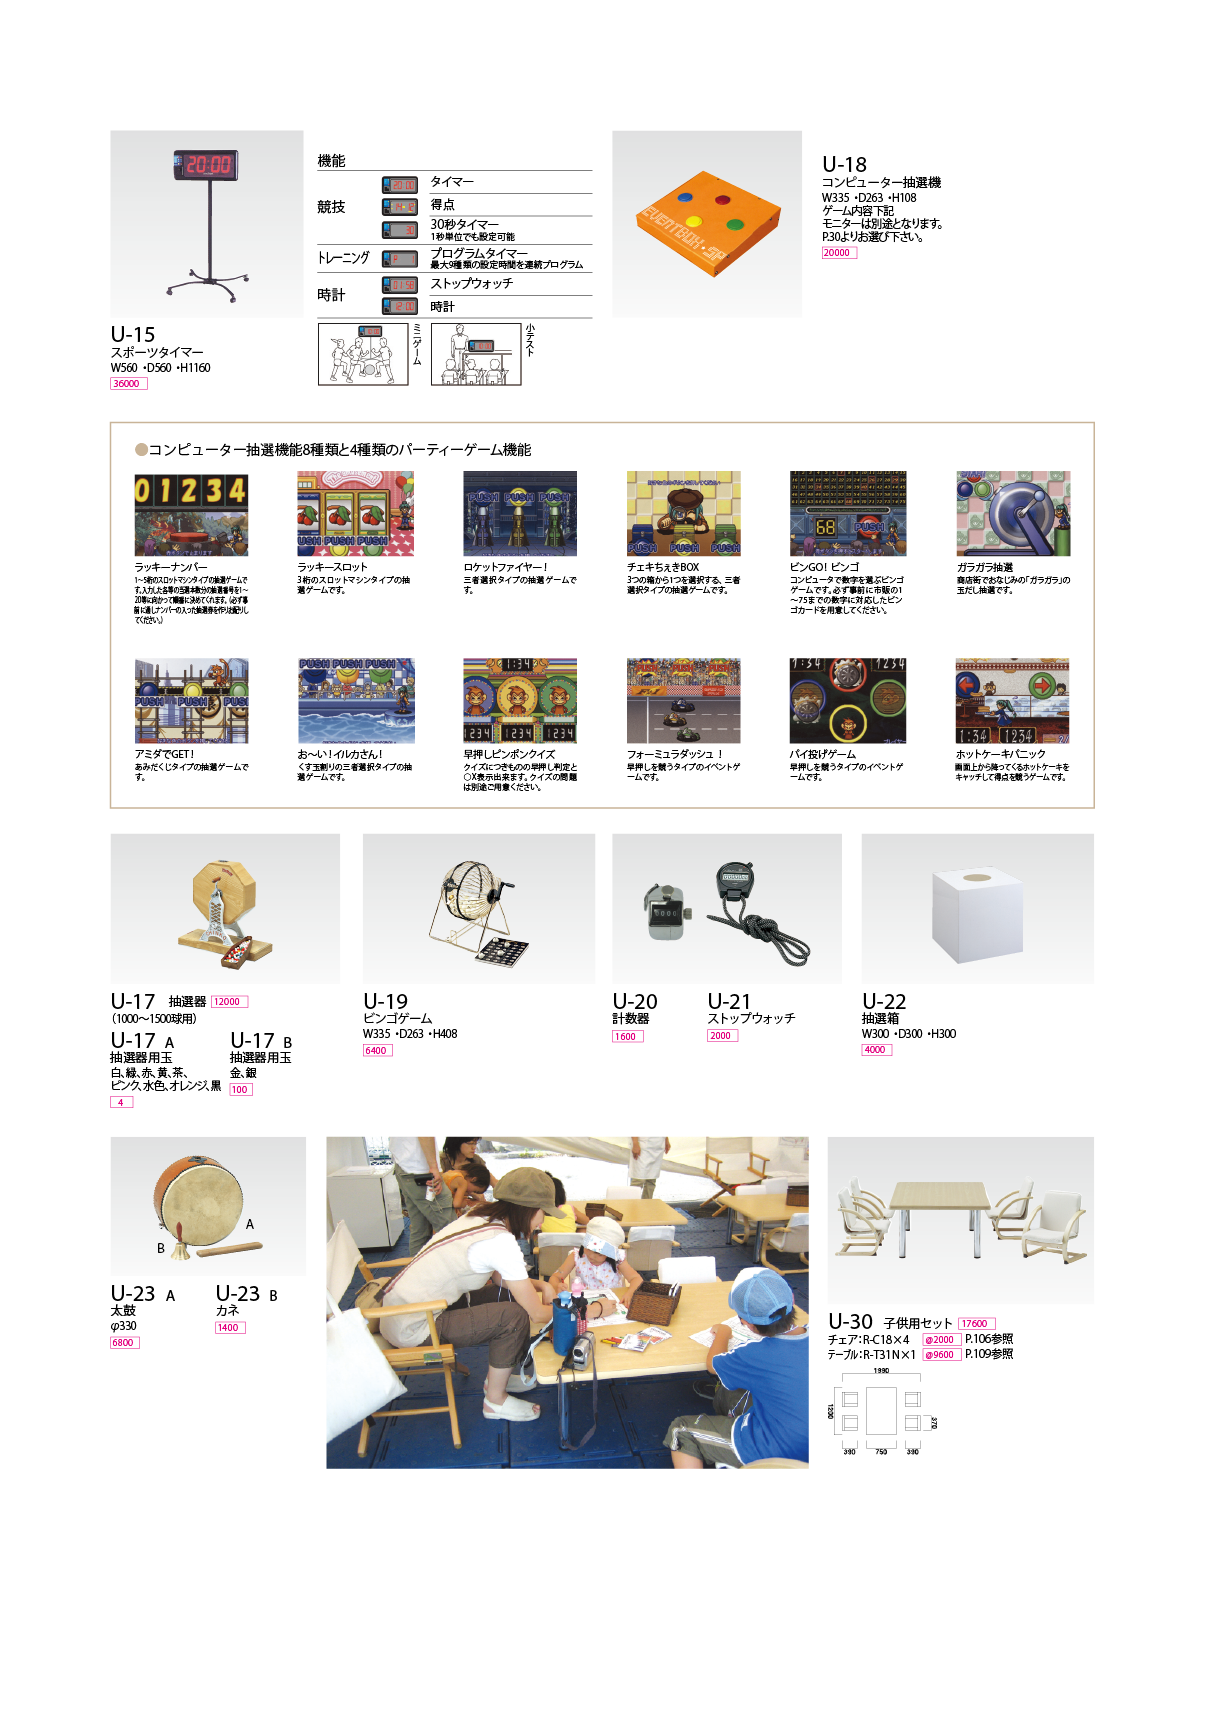 20:00
U-15
スポーツタイマー
W560・D560・H1160
36000
機能
競技
タイマー
得点
30秒タイマー
1秒単位でも設定可能
トレーニング
プログラムタイマー
最大9種類の設定時間を連続プログラム
時計
ストップウォッチ
時計
ミニゲーム
小テスト
EVENTBOX・SP
U-18
コンピューター抽選機
W335・D263・H108
ゲーム内容下記
モニターは別途となります。
P.30よりお選び下さい。
20000
●コンピューター抽選機能8種類と4種類のパーティーゲーム機能
01234
ラッキーナンバー
1〜5桁のスロットマシンタイプの抽選ゲームで
す。入力した各等の当選本数分の抽選番号を1〜
20等に向かって順番に決めてくれます。(必ず事
前に通しナンバーの入った抽選券を作りお配りし
てください。)
PUSH PUSH PUSH
ラッキースロット
3桁のスロットマシンタイプの抽
選ゲームです。
PUSH PUSH PUSH
ロケットファイヤー!
三者選択タイプの抽選ゲームで
す。
PUSH PUSH PUSH
チェキちぇきBOX
3つの箱から1つを選択する、三者
選択タイプの抽選ゲームです。
68
PUSH
ビンGO! ビンゴ
コンピュータで数字を選ぶビンゴ
ゲームです。必ず事前に市販の1
〜75までの数字に対応したビン
ゴカードを用意してください。
ガラガラ抽選
商店街でおなじみの「ガラガラ」の
玉だし抽選です。
PUSH PUSH PUSH
アミダでGET!
あみだくじタイプの抽選ゲームで
す。
PUSH PUSH PUSH
お〜い!イルカさん!
くす玉割りの三者選択タイプの抽
選ゲームです。
1:34
1234 1234 1234
早押しピンポンクイズ
クイズにつきものの早押し判定と
○X表示出来ます。クイズの問題
は別途ご用意ください。
PUSH PUSH PUSH
フォーミュラダッシュ!
早押しを競うタイプのイベントゲ
ームです。
1:34 1234
パイ投げゲーム
早押しを競うタイプのイベントゲ
ームです。
1:34 1234
ホットケーキパニック
画面上から降ってくるホットケーキを
キャッチして得点を競うゲームです。
U-17 抽選器 12000
(1000〜1500球用)
U-17 A
抽選器用玉
白、緑、赤、黄、茶、
ピンク、水色、オレンジ、黒
4
U-17 B
抽選器用玉
金、銀
100
U-19
ビンゴゲーム
W335・D263・H408
6400
U-20
計数器
1600
U-21
ストップウォッチ
2000
U-22
抽選箱
W300・D300・H300
4000
A
B
U-23 A
太鼓
φ330
6800
U-23 B
カネ
1400
U-30 子供用セット 17600
チェア:R-C18×4 @2000 P.106参照
テーブル:R-T31N×1 @9600 P.109参照
1990
1200
370
390 750 390